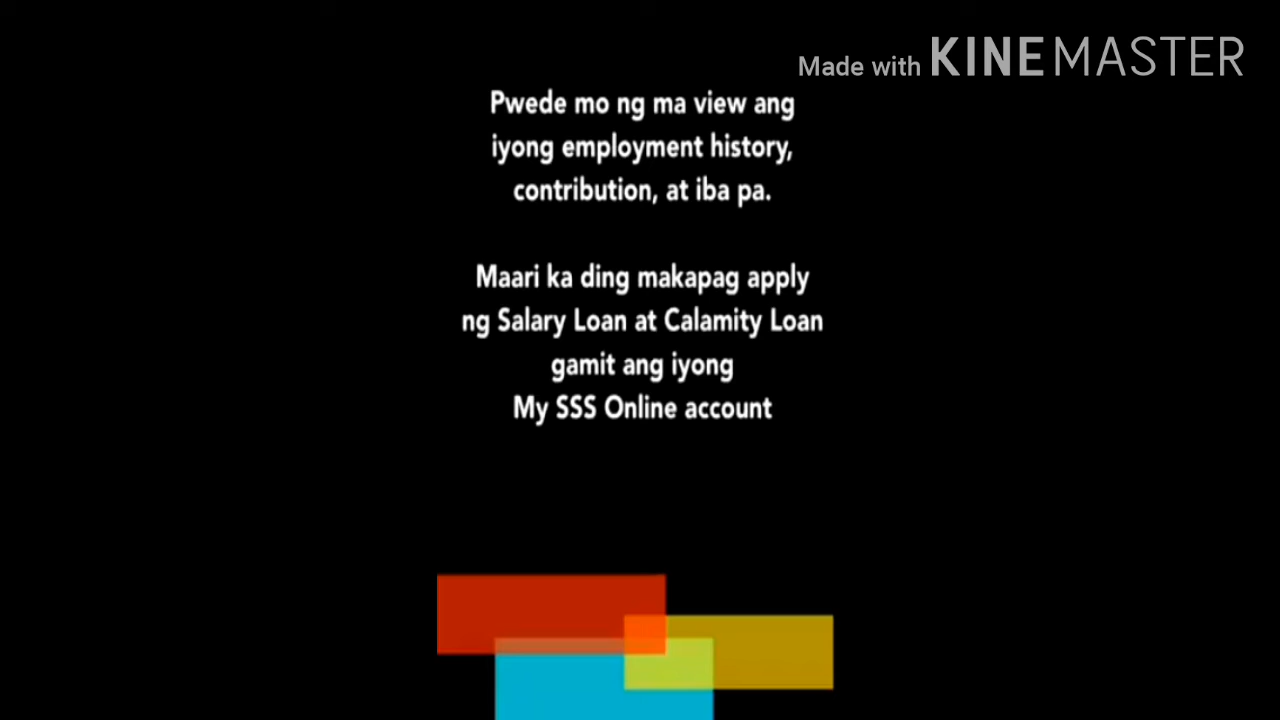 Made with KINEMASTER
Pwede mo ng ma view ang
iyong employment history,
contribution, at iba pa.
Maari ka ding makapag apply
ng Salary Loan at Calamity Loan
gamit ang iyong
My SSS Online account